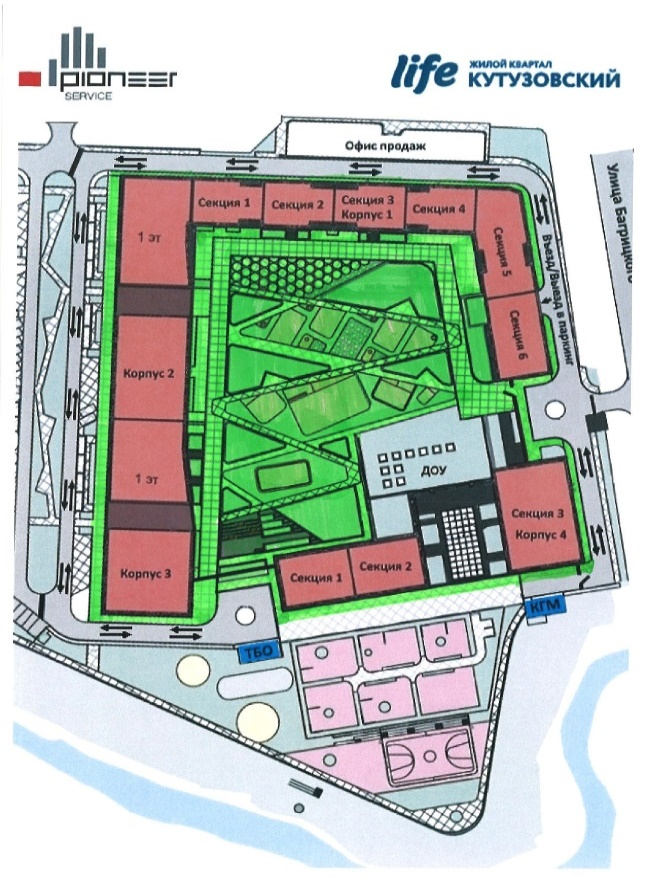 pioneer
SERVICE
life ЖИЛОЙ КВАРТАЛ
КУТУЗОВСКИЙ
Офис продаж
Улица Багрицкого
1 эт
Секция 1
Секция 2
Секция 3
Корпус 1
Секция 4
Секция 5
Въезд/Выезд в паркинг
Секция 6
Корпус 2
1 эт
ДОУ
Секция 3
Корпус 4
Корпус 3
Секция 1
Секция 2
КГМ
ТБО